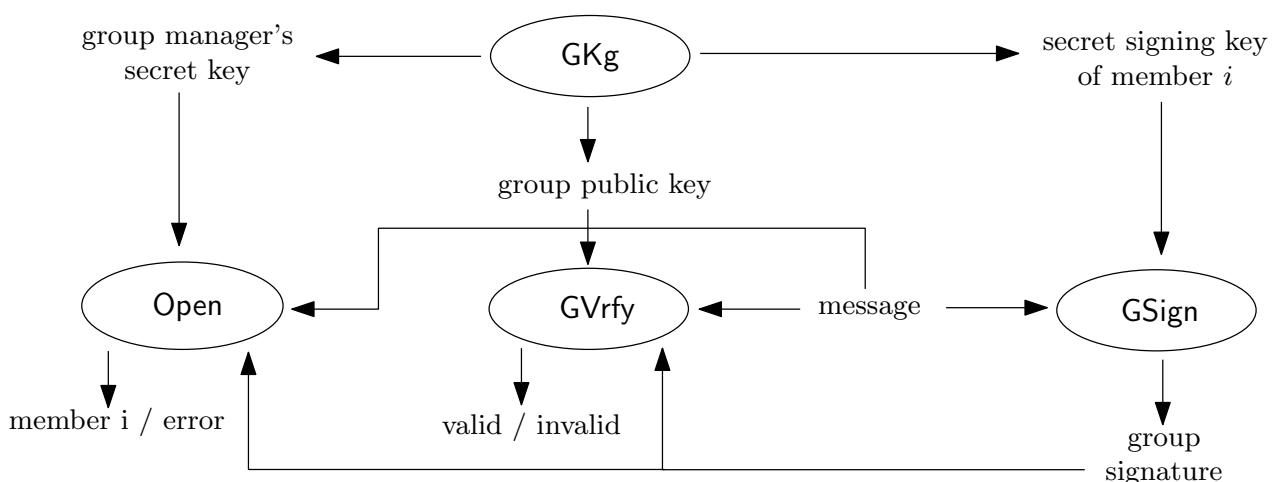 group manager's
secret key
GKg
secret signing key
of member i
group public key
Open
GVrfy
message
GSign
member i / error
valid / invalid
group
signature